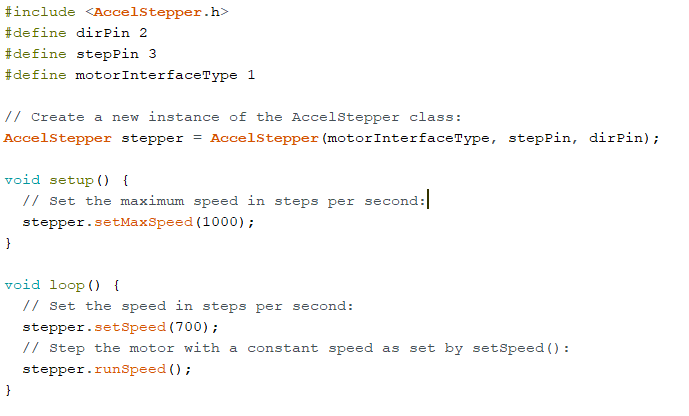 #include <AccelStepper.h>
#define dirPin 2
#define stepPin 3
#define motorInterfaceType 1
// Create a new instance of the AccelStepper class:
AccelStepper stepper = AccelStepper(motorInterfaceType, stepPin, dirPin);
void setup() {
  // Set the maximum speed in steps per second:
  stepper.setMaxSpeed(1000);
}
void loop() {
  // Set the speed in steps per second:
  stepper.setSpeed(700);
  // Step the motor with a constant speed as set by setSpeed():
  stepper.runSpeed();
}